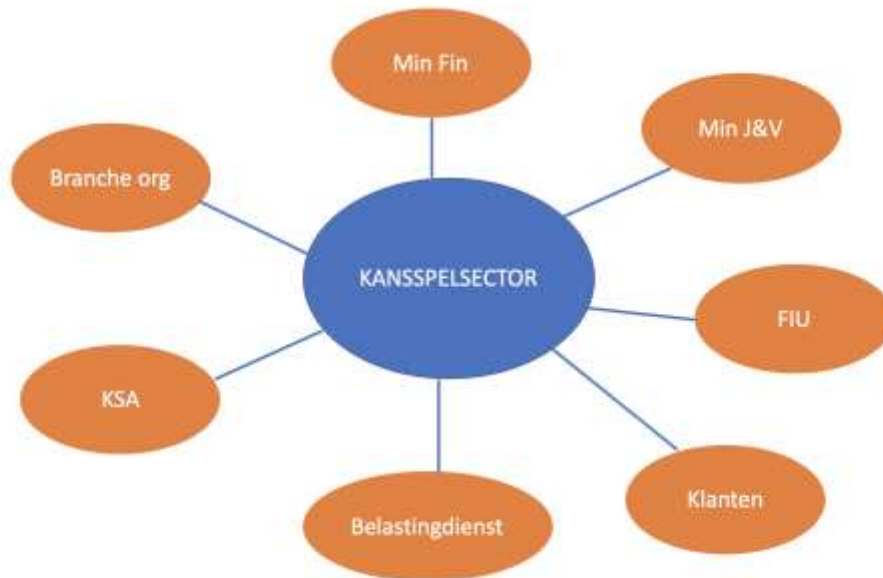 Min Fin
Min J&V
Branche org
KANSSPELSECTOR
FIU
KSA
Klanten
Belastingdienst